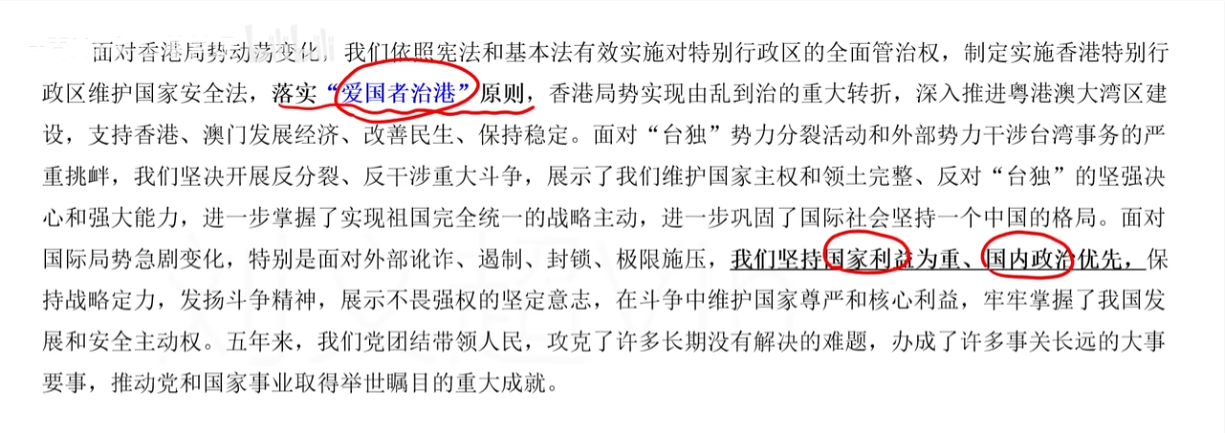 面对香港局势动荡变化，我们依照宪法和基本法有效实施对特别行政区的全面管治权，制定实施香港特别行
政区维护国家安全法，落实“爱国者治港”原则，香港局势实现由乱到治的重大转折，深入推进粤港澳大湾区建
设，支持香港、澳门发展经济、改善民生、保持稳定。面对“台独”势力分裂活动和外部势力干涉台湾事务的严
重挑衅，我们坚决开展反分裂、反干涉重大斗争，展示了我们维护国家主权和领土完整、反对“台独”的坚强决
心和强大能力，进一步掌握了实现祖国完全统一的战略主动，进一步巩固了国际社会坚持一个中国的格局。面对
国际局势急剧变化，特别是面对外部讹诈、遏制、封锁、极限施压，我们坚持国家利益为重、国内政治优先，保
持战略定力，发扬斗争精神，展示不畏强权的坚定意志，在斗争中维护国家尊严和核心利益，牢牢掌握了我国发
展和安全主动权。五年来，我们党团结带领人民，攻克了许多长期没有解决的难题，办成了许多事关长远的大事
要事，推动党和国家事业取得举世瞩目的重大成就。